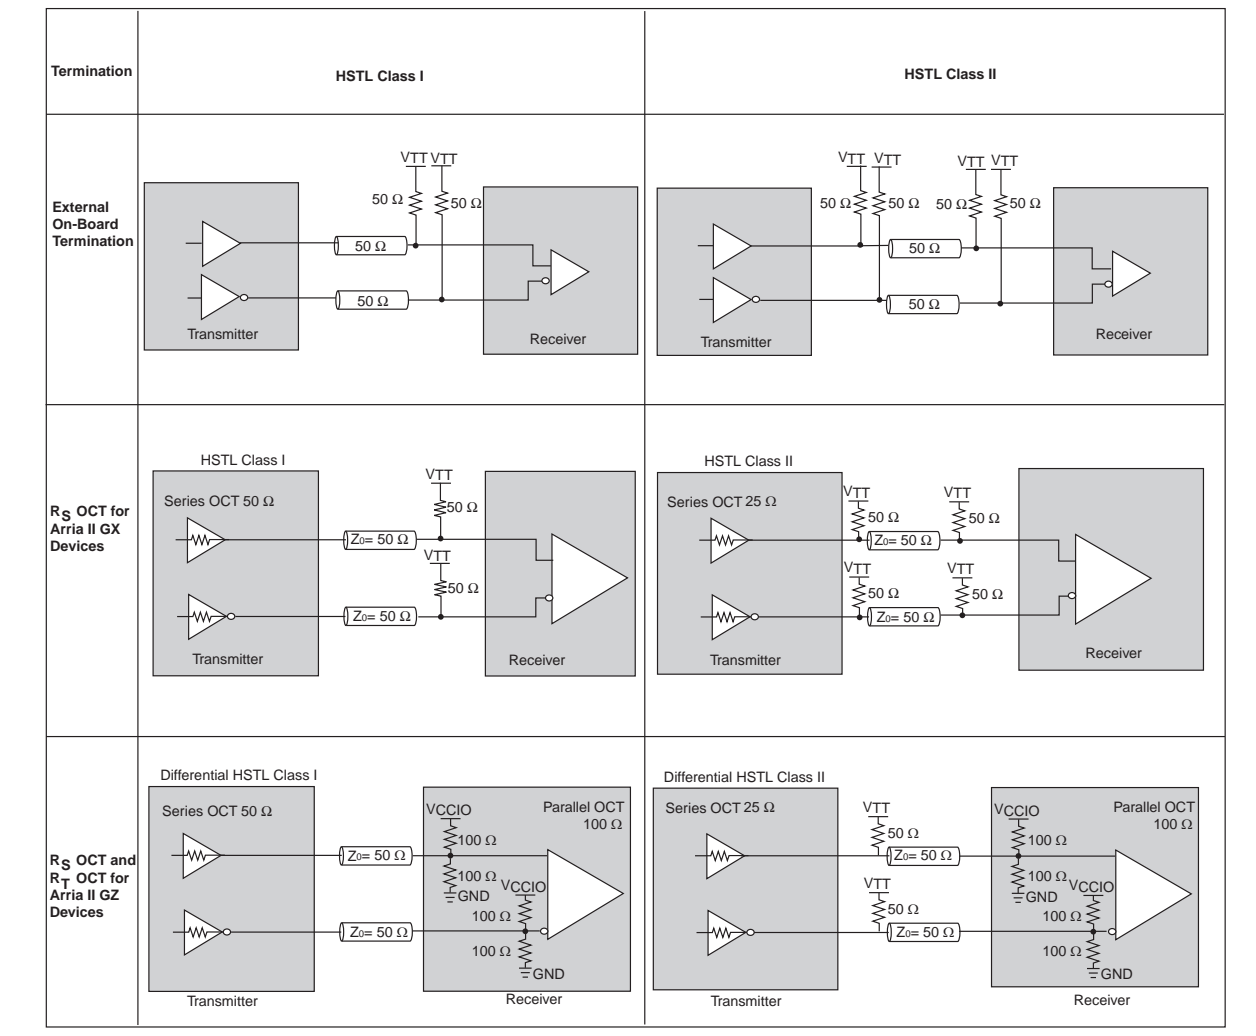 Termination
HSTL Class I
HSTL Class II
External
On-Board
Termination
VTT VTT
50 Ω
50 Ω
50 Ω
50 Ω
Transmitter
Receiver
VTT VTT
VTT VTT
50 Ω
50 Ω
50 Ω
50 Ω
50 Ω
50 Ω
Transmitter
Receiver
RS OCT for
Arria II GX
Devices
HSTL Class I
Series OCT 50 Ω
VTT
50 Ω
Z0= 50 Ω
VTT
50 Ω
Z0= 50 Ω
Transmitter
Receiver
HSTL Class II
Series OCT 25 Ω
VTT
VTT
50 Ω
50 Ω
Z0= 50 Ω
VTT
VTT
50 Ω
50 Ω
Z0= 50 Ω
Transmitter
Receiver
RS OCT and
RT OCT for
Arria II GZ
Devices
Differential HSTL Class I
Series OCT 50 Ω
VCCIO
Parallel OCT
100 Ω
100 Ω
Z0= 50 Ω
100 Ω
VCCIO
GND
100 Ω
Z0= 50 Ω
100 Ω
GND
Transmitter
Receiver
Differential HSTL Class II
Series OCT 25 Ω
VTT
50 Ω
VCCIO
Parallel OCT
100 Ω
100 Ω
Z0= 50 Ω
100 Ω
VTT
VCCIO
GND
50 Ω
100 Ω
Z0= 50 Ω
100 Ω
GND
Transmitter
Receiver